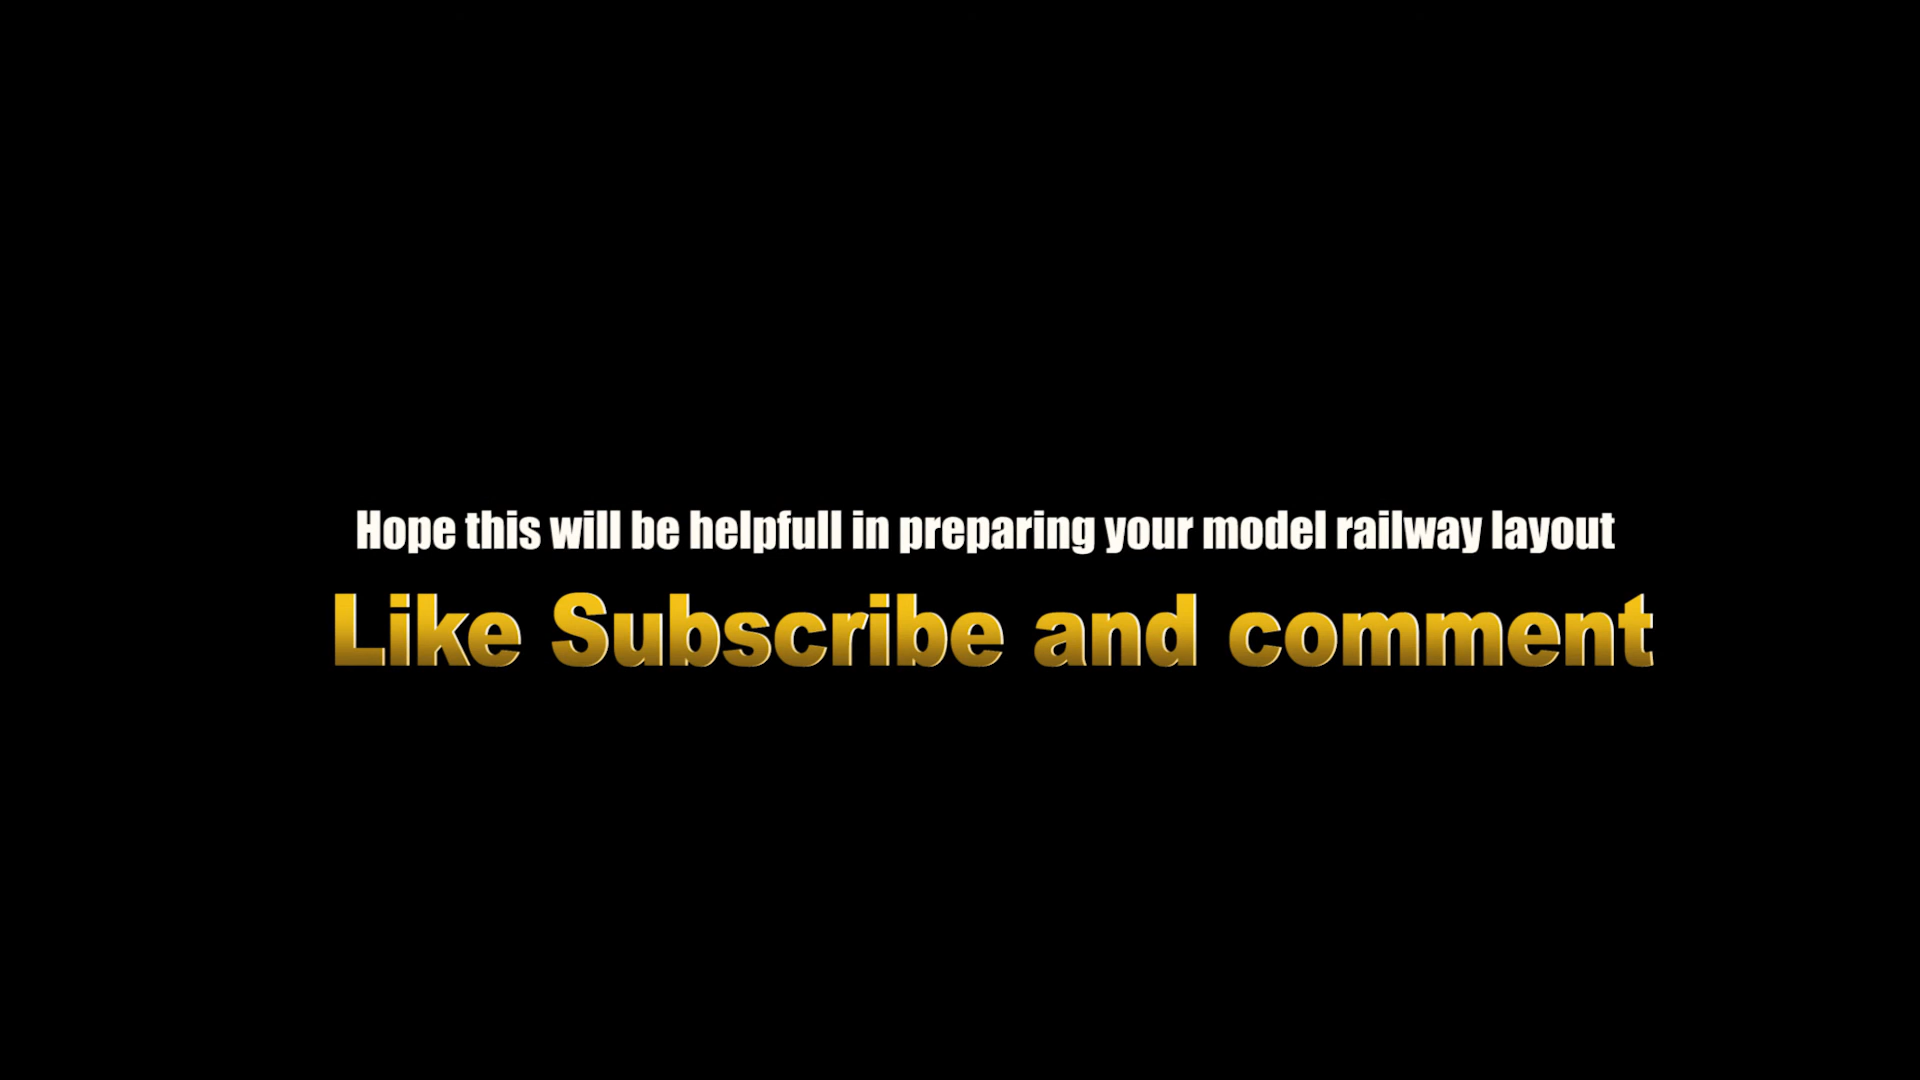 Hope this will be helpfull in preparing your model railway layout
Like Subscribe and comment